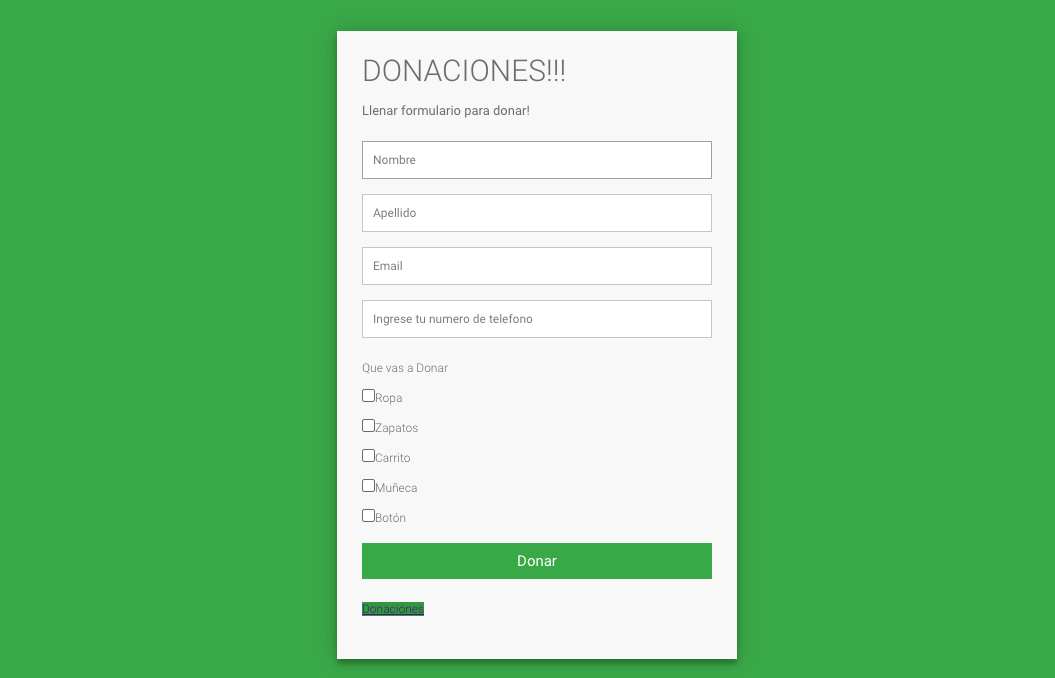 DONACIONES!!!
Llenar formulario para donar!
Nombre
Apellido
Email
Ingrese tu numero de telefono
Que vas a Donar
Ropa
Zapatos
Carrito
Muñeca
Botón
Donar
Donaciones